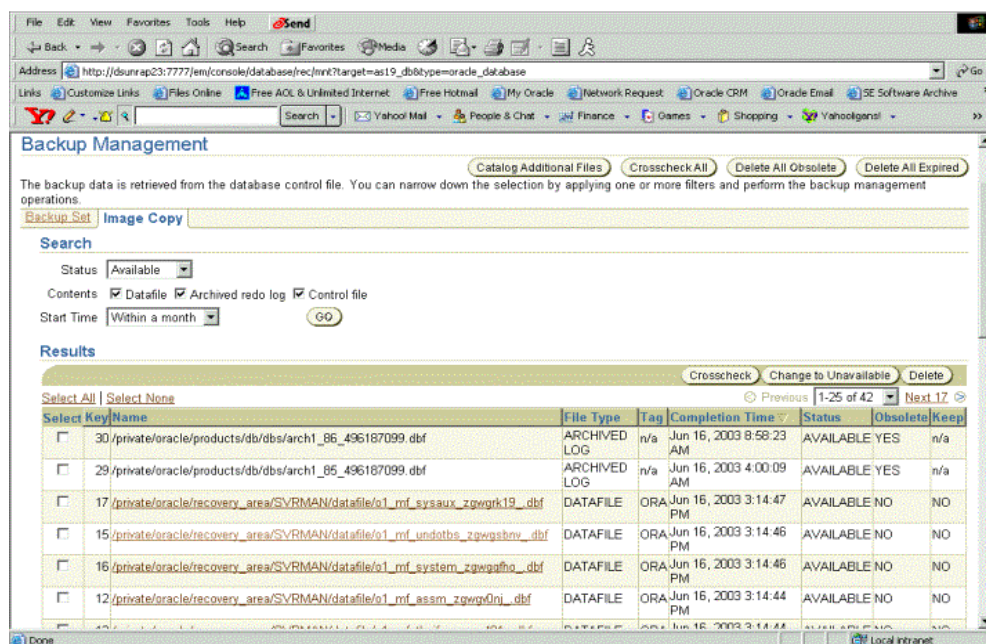 File Edit View Favorites Tools Help Send
Back Search Favorites Media
Address http://dsunrap23:7777/em/console/database/rec/mnt?target=as19_db&type=oracle_database Go
Links Customize Links Files Online Free AOL & Unlimited Internet Free Hotmail My Oracle Network Request Oracle CRM Oracle Email SE Software Archive
Y7 Search Yahoo! Mail People & Chat Finance Games Shopping Yahooligans! »
Backup Management
Catalog Additional Files Crosscheck All Delete All Obsolete Delete All Expired
The backup data is retrieved from the database control file. You can narrow down the selection by applying one or more filters and perform the backup management
operations.
Backup Set Image Copy
Search
Status Available
Contents Datafile Archived redo log Control file
Start Time Within a month GO
Results
Crosscheck Change to Unavailable Delete
Select All | Select None Previous 1-25 of 42 Next 17
Select Key Name File Type Tag Completion Time Status Obsolete Keep
30 /private/oracle/products/db/dbs/arch1_86_496187099.dbf ARCHIVED LOG n/a Jun 16, 2003 8:58:23 AM AVAILABLE YES n/a
29 /private/oracle/products/db/dbs/arch1_85_496187099.dbf ARCHIVED LOG n/a Jun 16, 2003 4:00:09 AM AVAILABLE YES n/a
17 /private/oracle/recovery_area/SVRMAN/datafile/o1_mf_sysaux_zgwgrk19_.dbf DATAFILE ORA Jun 16, 2003 3:14:47 PM AVAILABLE NO NO
15 /private/oracle/recovery_area/SVRMAN/datafile/o1_mf_undotbs_zgwgsbnv_.dbf DATAFILE ORA Jun 16, 2003 3:14:46 PM AVAILABLE NO NO
16 /private/oracle/recovery_area/SVRMAN/datafile/o1_mf_system_zgwgqfho_.dbf DATAFILE ORA Jun 16, 2003 3:14:46 PM AVAILABLE NO NO
12 /private/oracle/recovery_area/SVRMAN/datafile/o1_mf_assm_zgwgv0nj_.dbf DATAFILE ORA Jun 16, 2003 3:14:44 PM AVAILABLE NO NO
Done Local intranet